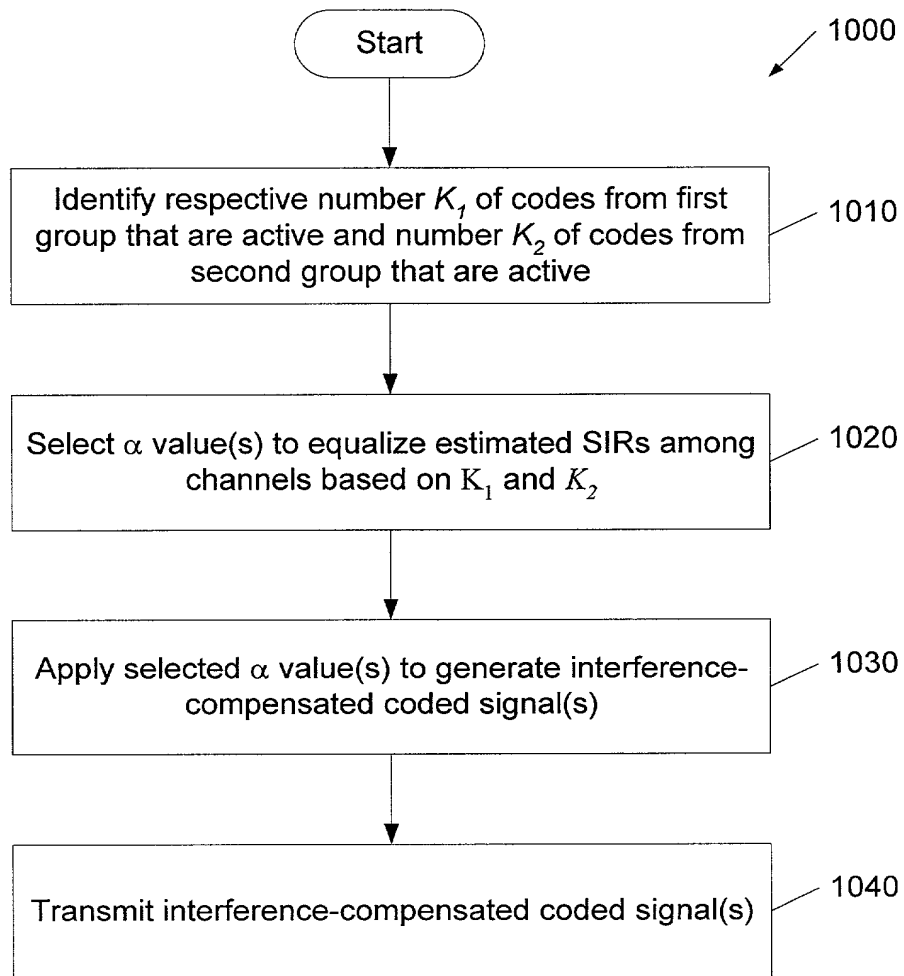 Start
1000
Identify respective number K1 of codes from first
group that are active and number K2 of codes from
second group that are active
1010
Select α value(s) to equalize estimated SIRs among
channels based on K1 and K2
1020
Apply selected α value(s) to generate interference-
compensated coded signal(s)
1030
Transmit interference-compensated coded signal(s)
1040